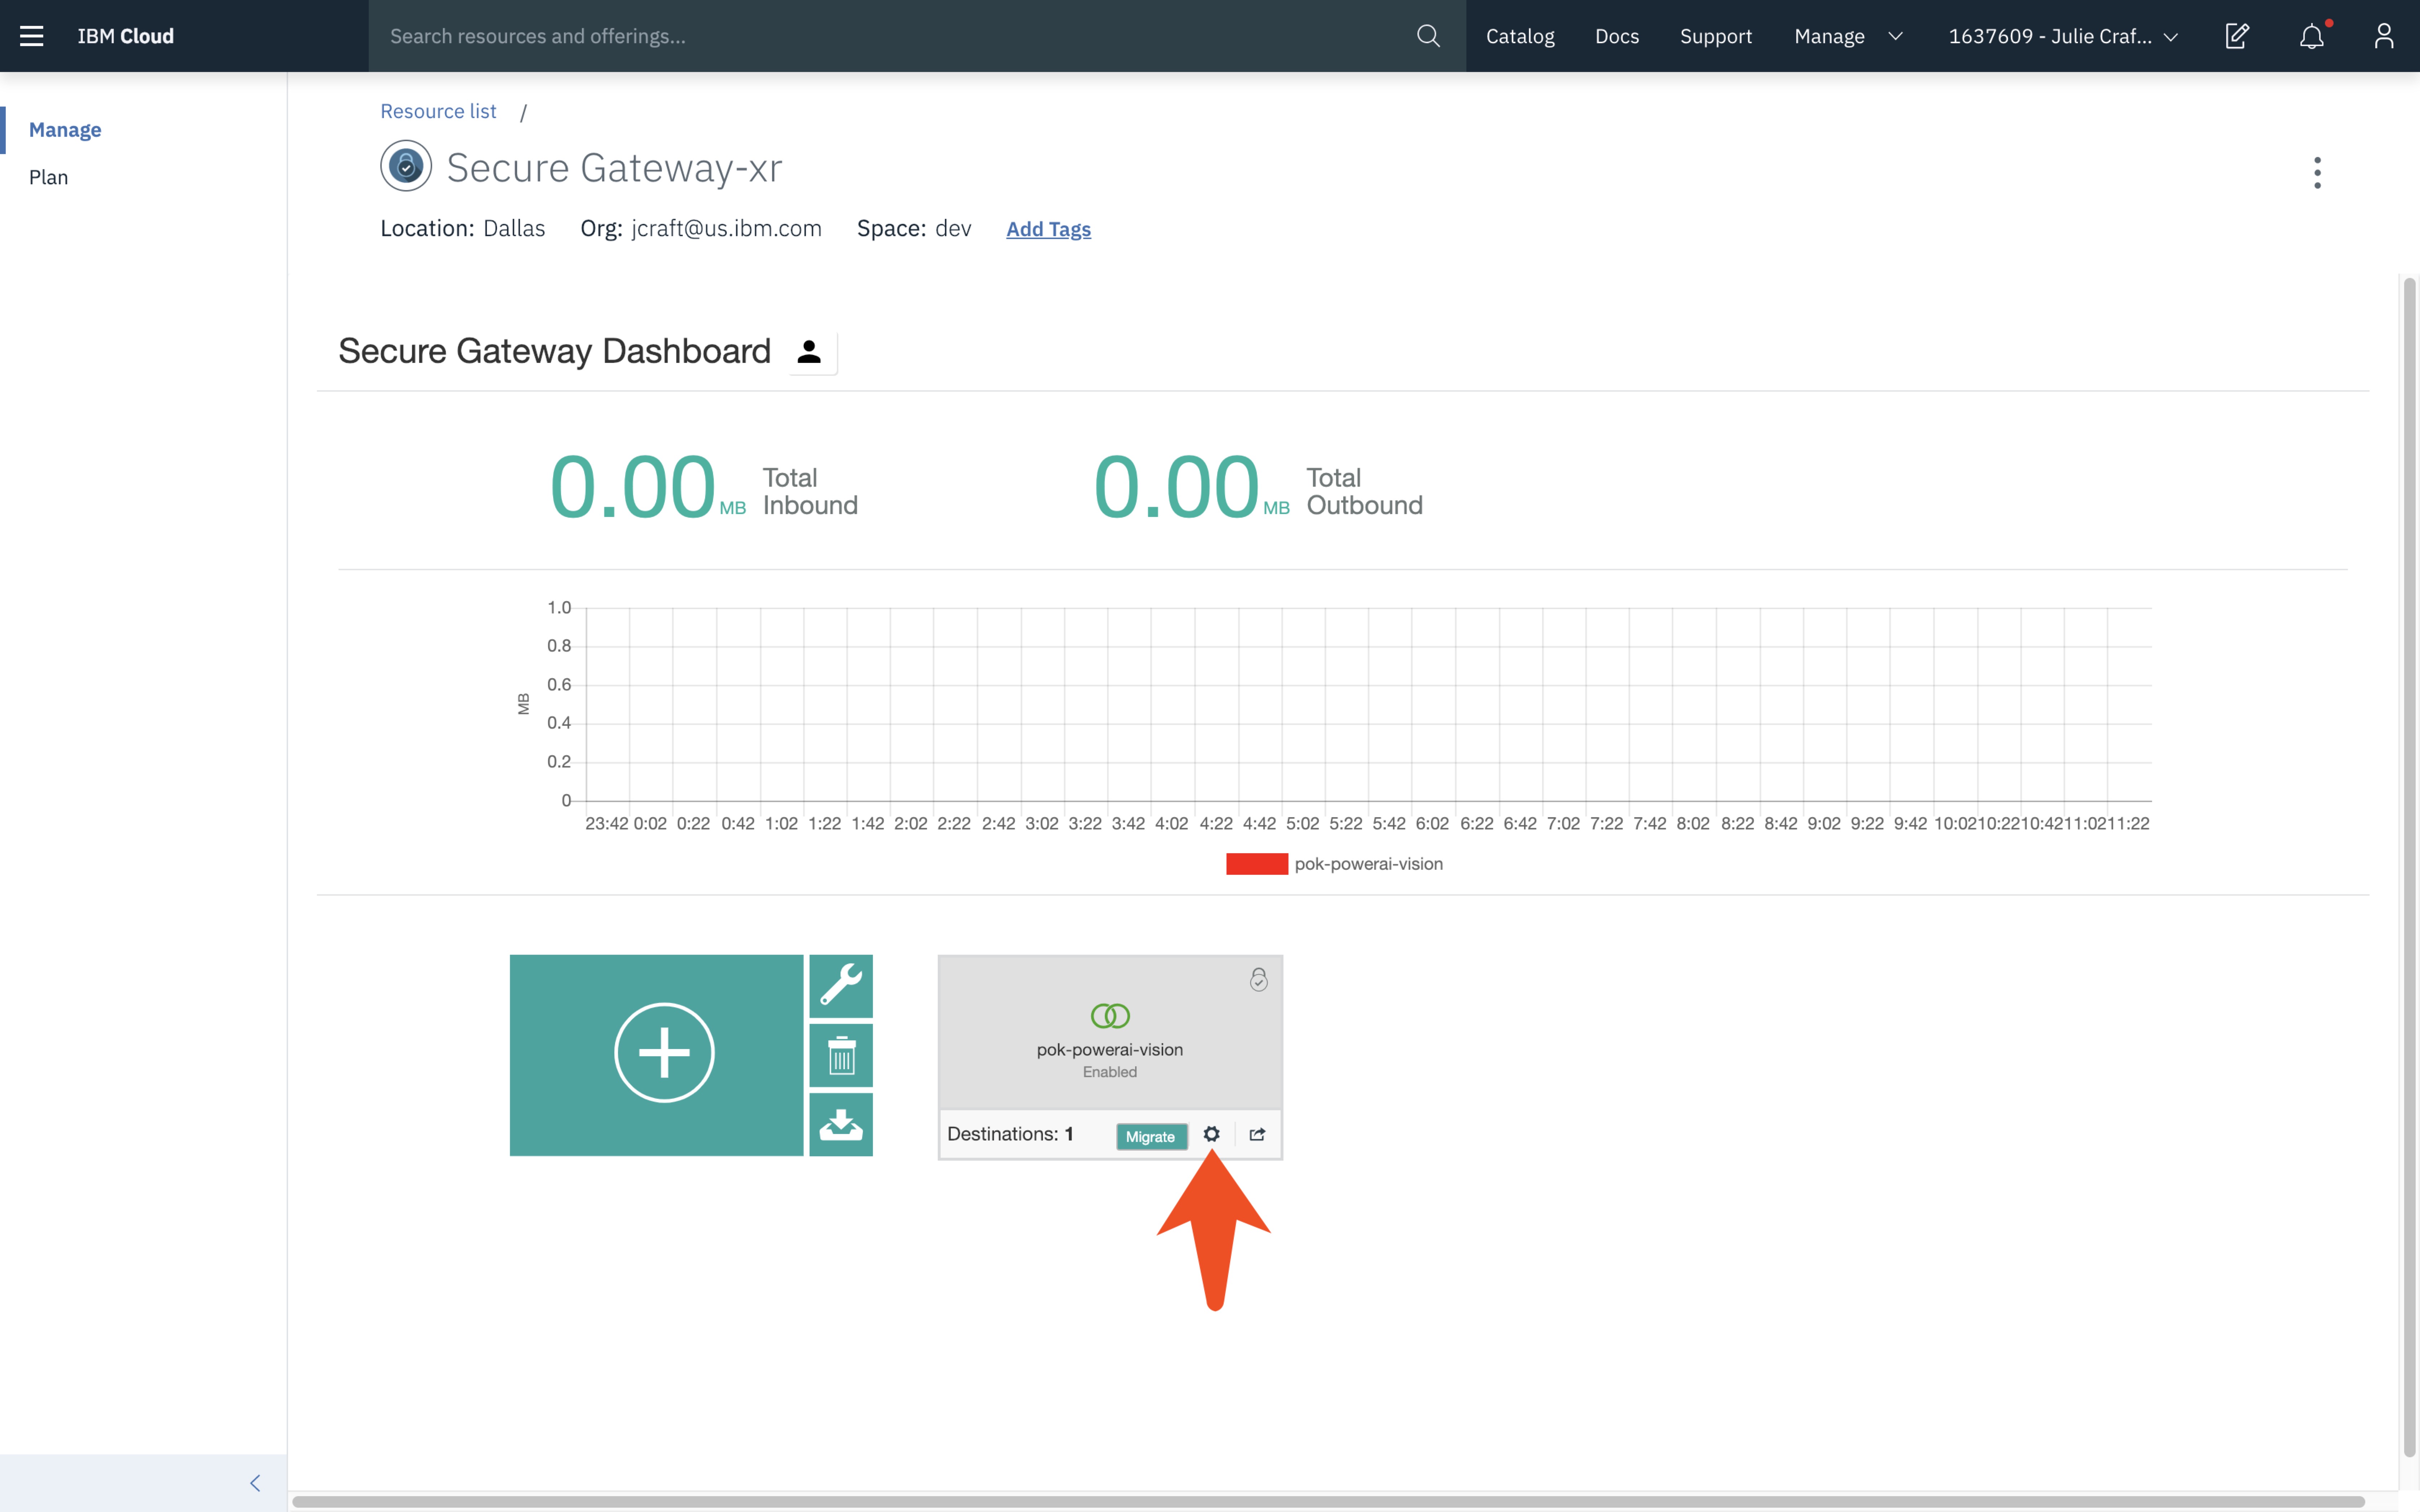 IBM Cloud
Search resources and offerings...
Catalog
Docs
Support
Manage
1637609 - Julie Craf...
Manage
Plan
Resource list /
Secure Gateway-xr
Location: Dallas Org: jcraft@us.ibm.com Space: dev Add Tags
Secure Gateway Dashboard
0.00 MB Total Inbound
0.00 MB Total Outbound
MB
1.0
0.8
0.6
0.4
0.2
0
23:42 0:02 0:22 0:42 1:02 1:22 1:42 2:02 2:22 2:42 3:02 3:22 3:42 4:02 4:22 4:42 5:02 5:22 5:42 6:02 6:22 6:42 7:02 7:22 7:42 8:02 8:22 8:42 9:02 9:22 9:42 10:02 10:22 10:42 11:02 11:22
pok-powerai-vision
pok-powerai-vision
Enabled
Destinations: 1 Migrate